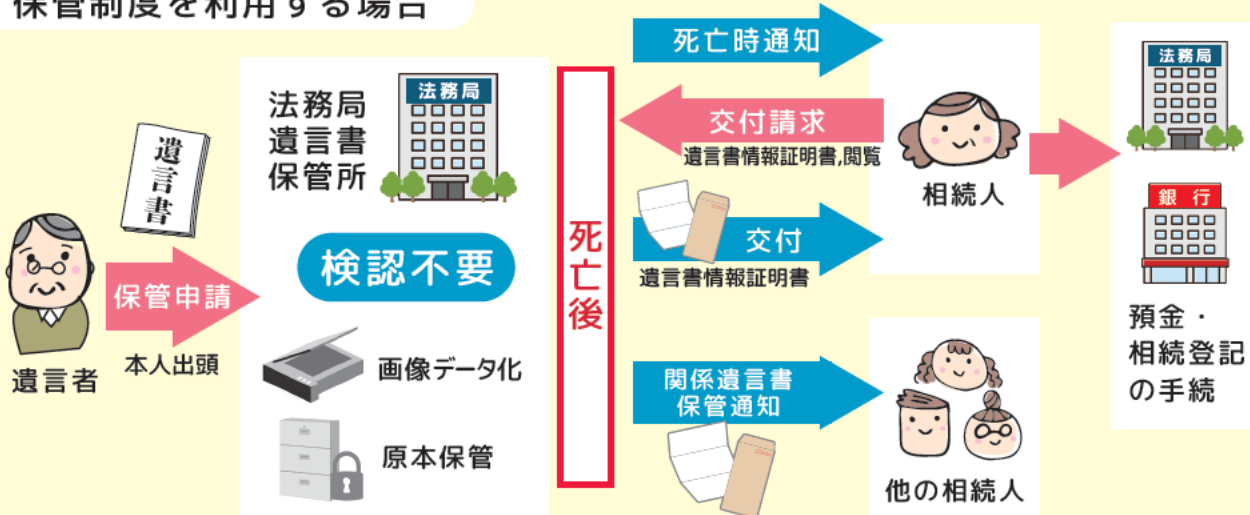 保管制度を利用する場合
遺言書
遺言者
保管申請
本人出頭
法務局
遺言書
保管所
法務局
検認不要
画像データ化
原本保管
死亡後
死亡時通知
交付請求
遺言書情報証明書,閲覧
交付
遺言書情報証明書
相続人
関係遺言書
保管通知
他の相続人
法務局
銀行
預金・
相続登記
の手続